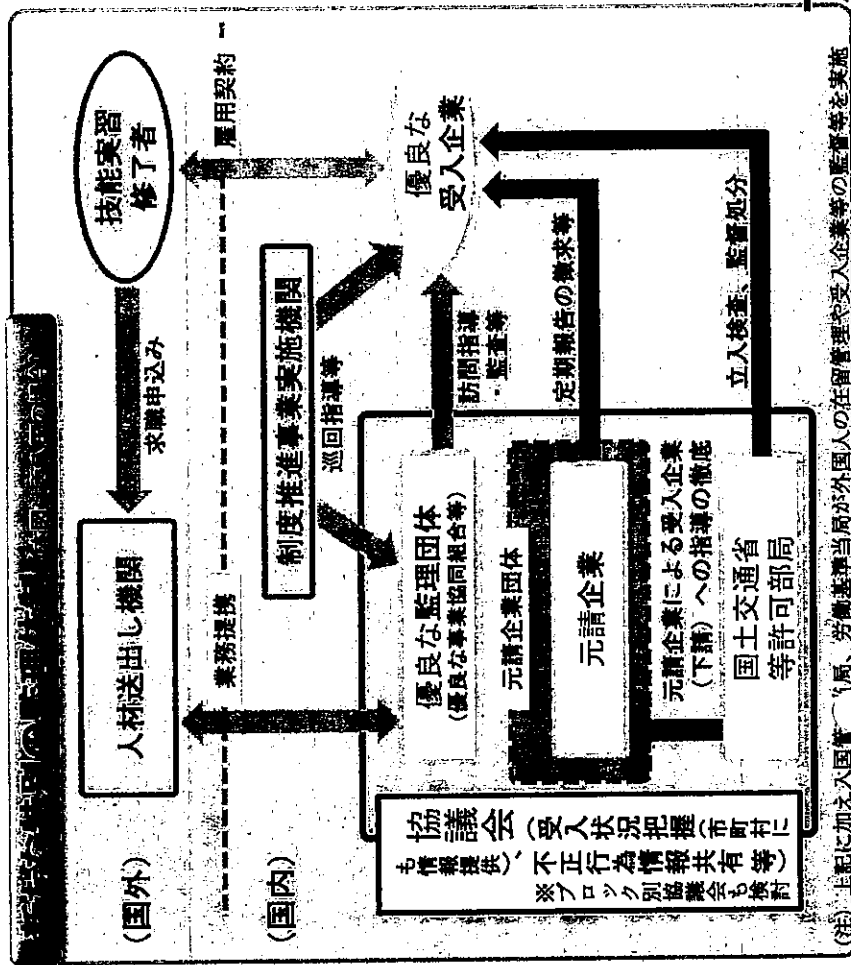 (国外)
人材送出し機関
求職申込み
技能実習
修了者
(国内)
業務提携
雇用契約
制度推進事業実施機関
巡回指導等
優良な監理団体
(優良な事業協同組合等)
訪問指導
・監査等
優良な
受入企業
元請企業団体
元請企業
定期報告の徴求等
元請企業による受入企業
(下請)への指導の徹底
国土交通省
等許可部局
立入検査、監督処分
協議会(受入状況把握(市町村に
も情報提供)、不正行為情報共有等)
※ブロック別協議会も検討
(注)上記に加え入国管 局、労働基準当局が外国人の在留管理や受入企業等の監督等を実施